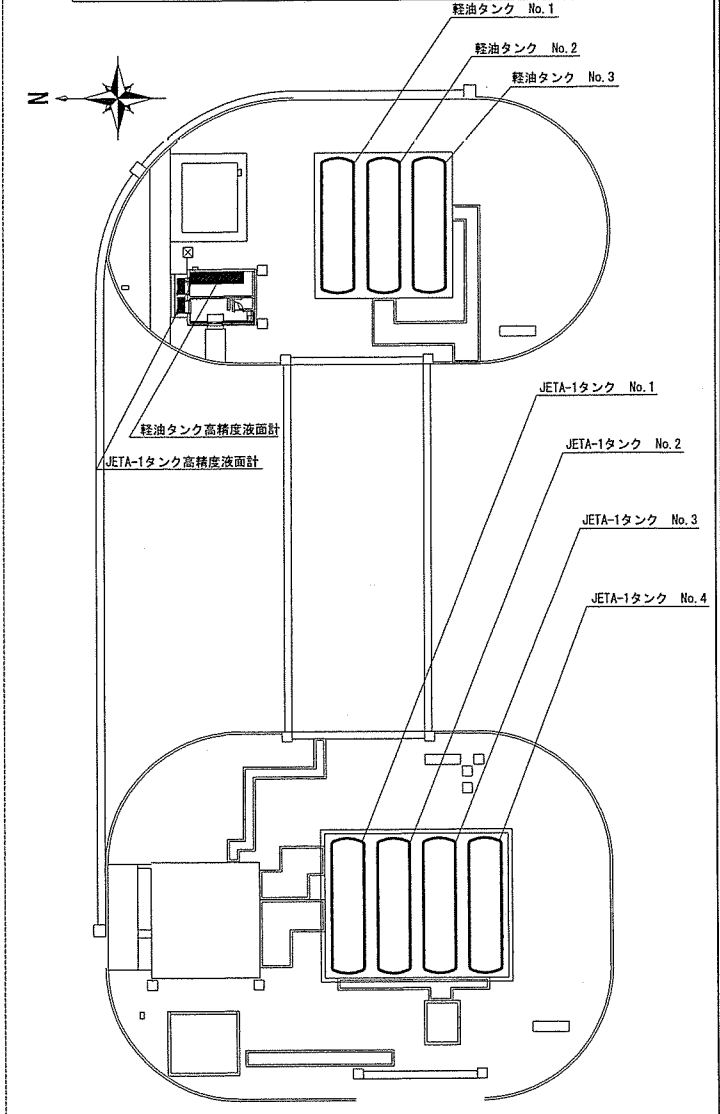 軽油タンク No.1
軽油タンク No.2
軽油タンク No.3
N
軽油タンク高精度液面計
JETA-1タンク高精度液面計
JETA-1タンク No.1
JETA-1タンク No.2
JETA-1タンク No.3
JETA-1タンク No.4